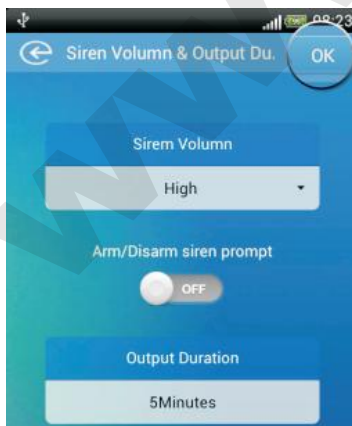 08:23
Siren Volumn & Output Du. OK
Sirem Volumn
High
Arm/Disarm siren prompt
OFF
Output Duration
5Minutes